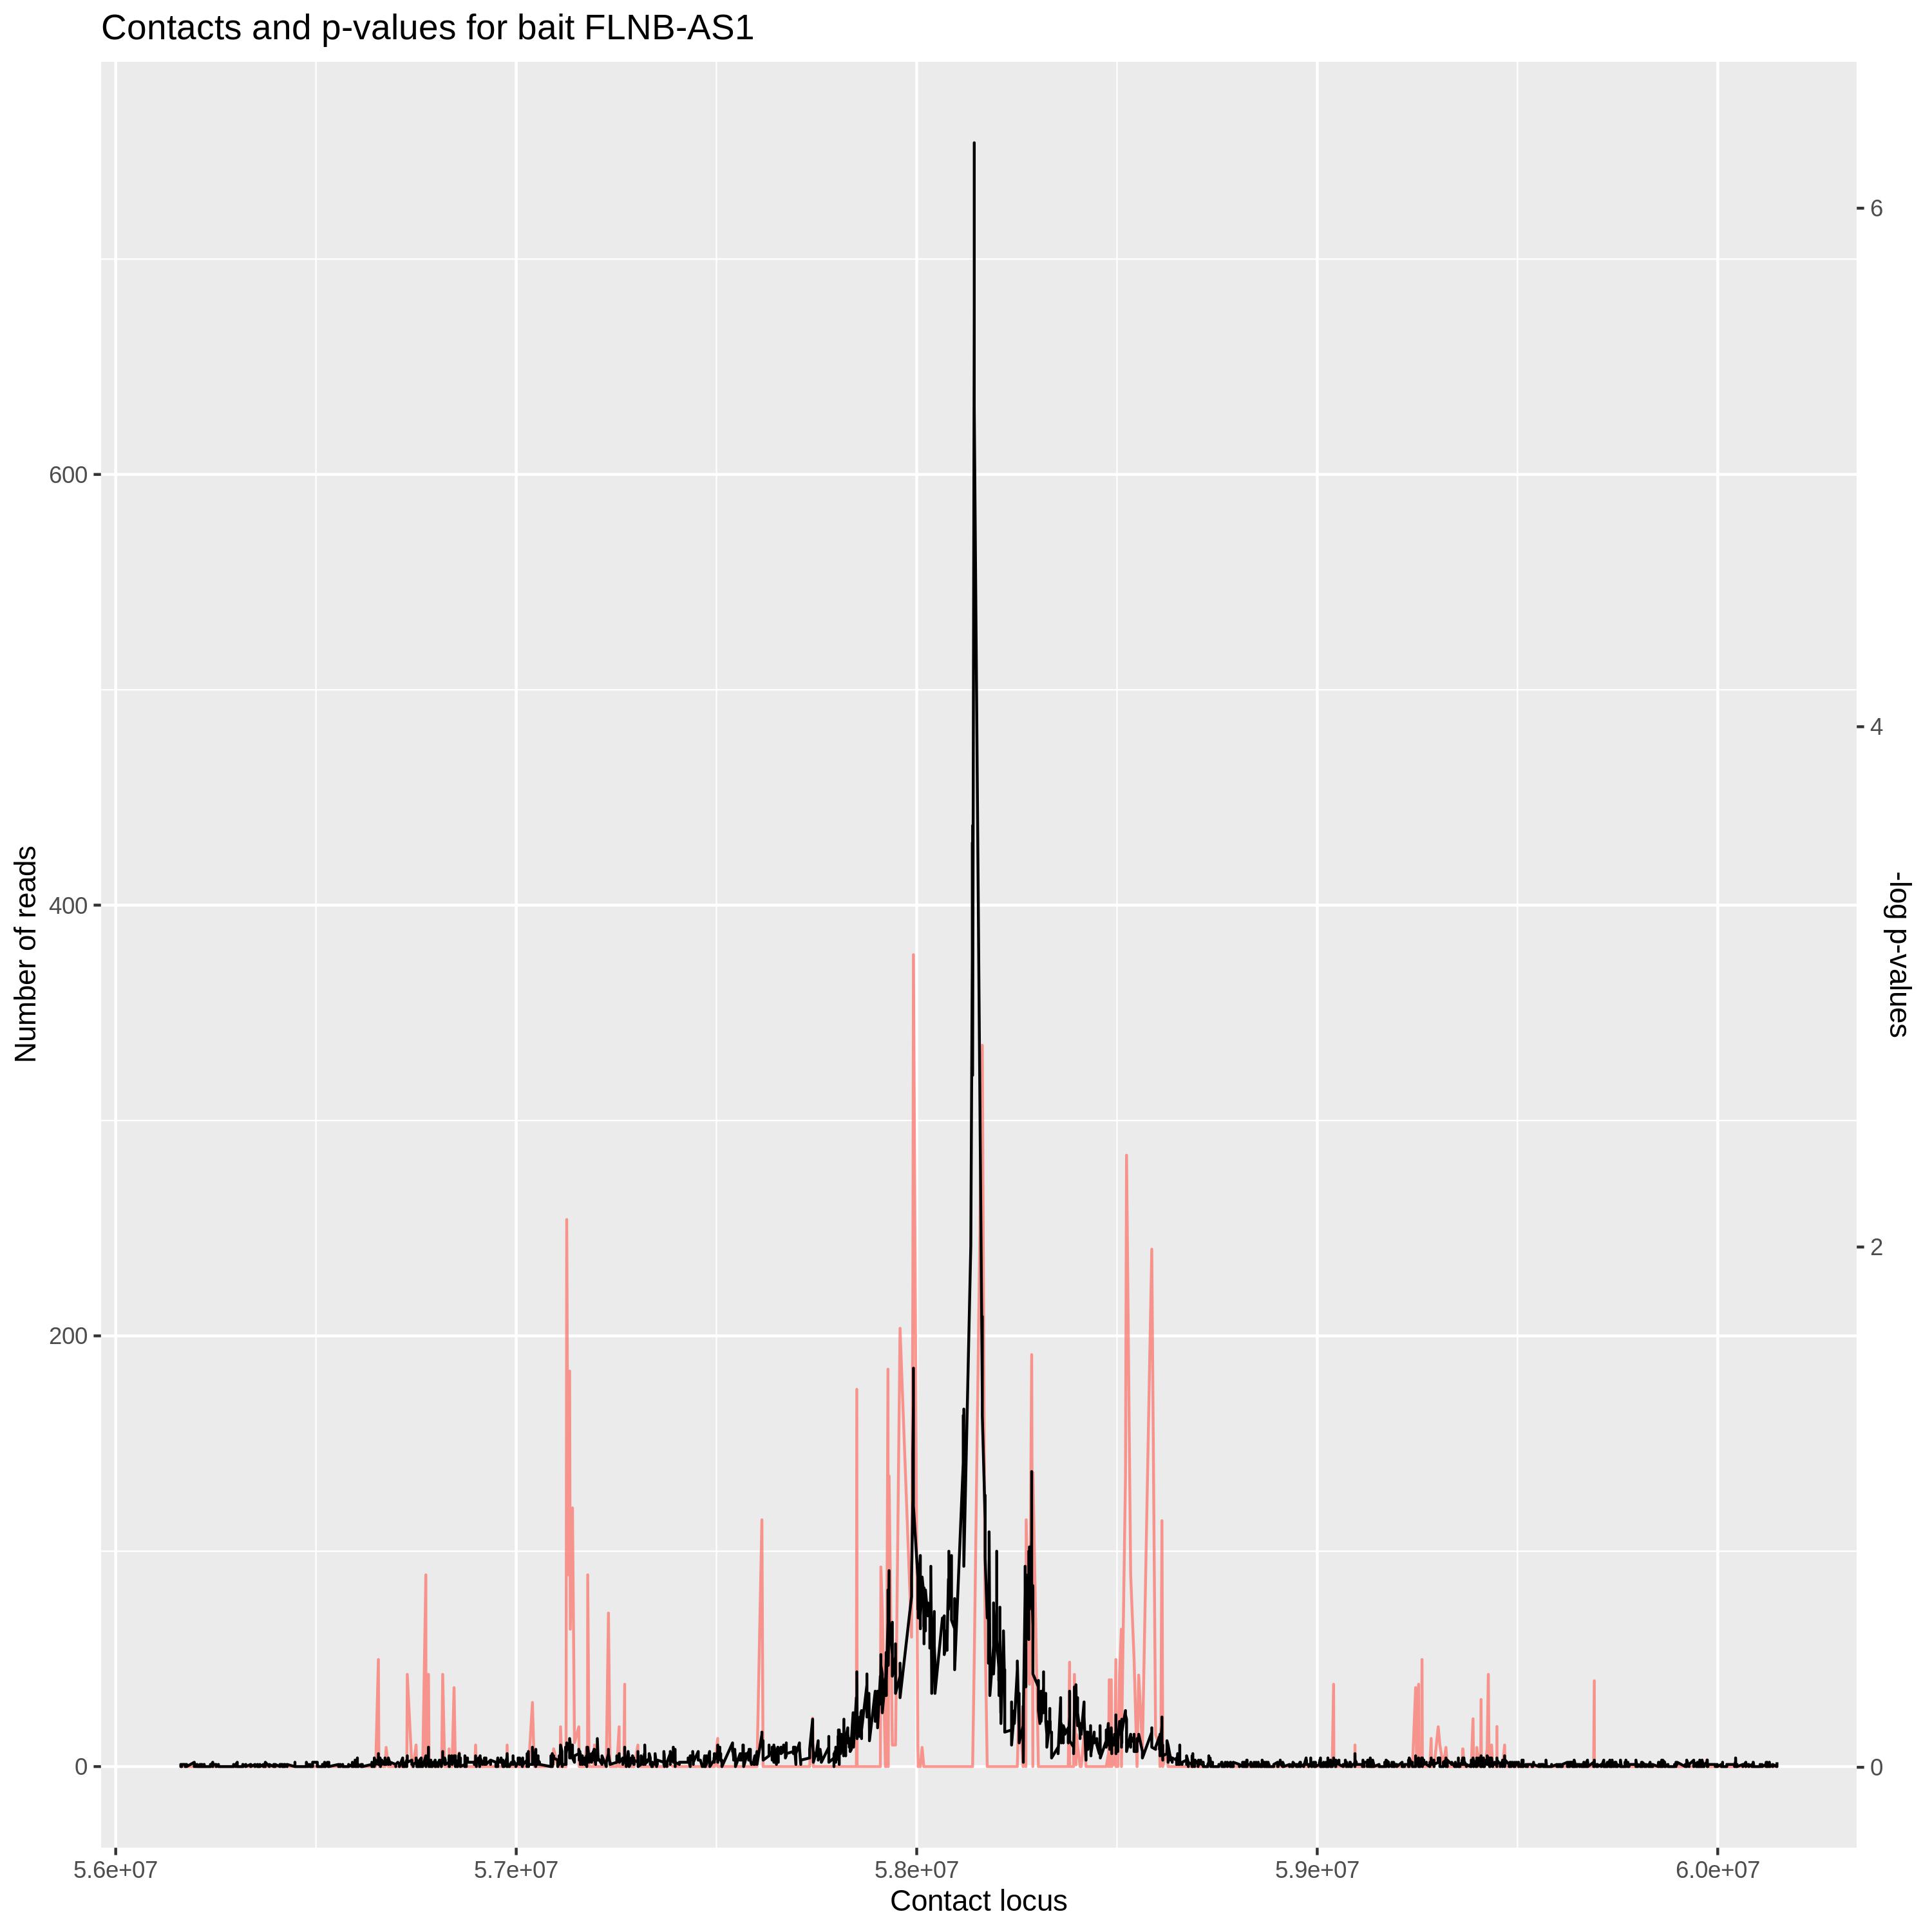 Contacts and p-values for bait FLNB-AS1
6
600
4
Number of reads
400
-log p-values
2
200
0
0
5.6e+07
5.7e+07
5.8e+07
5.9e+07
6.0e+07
Contact locus